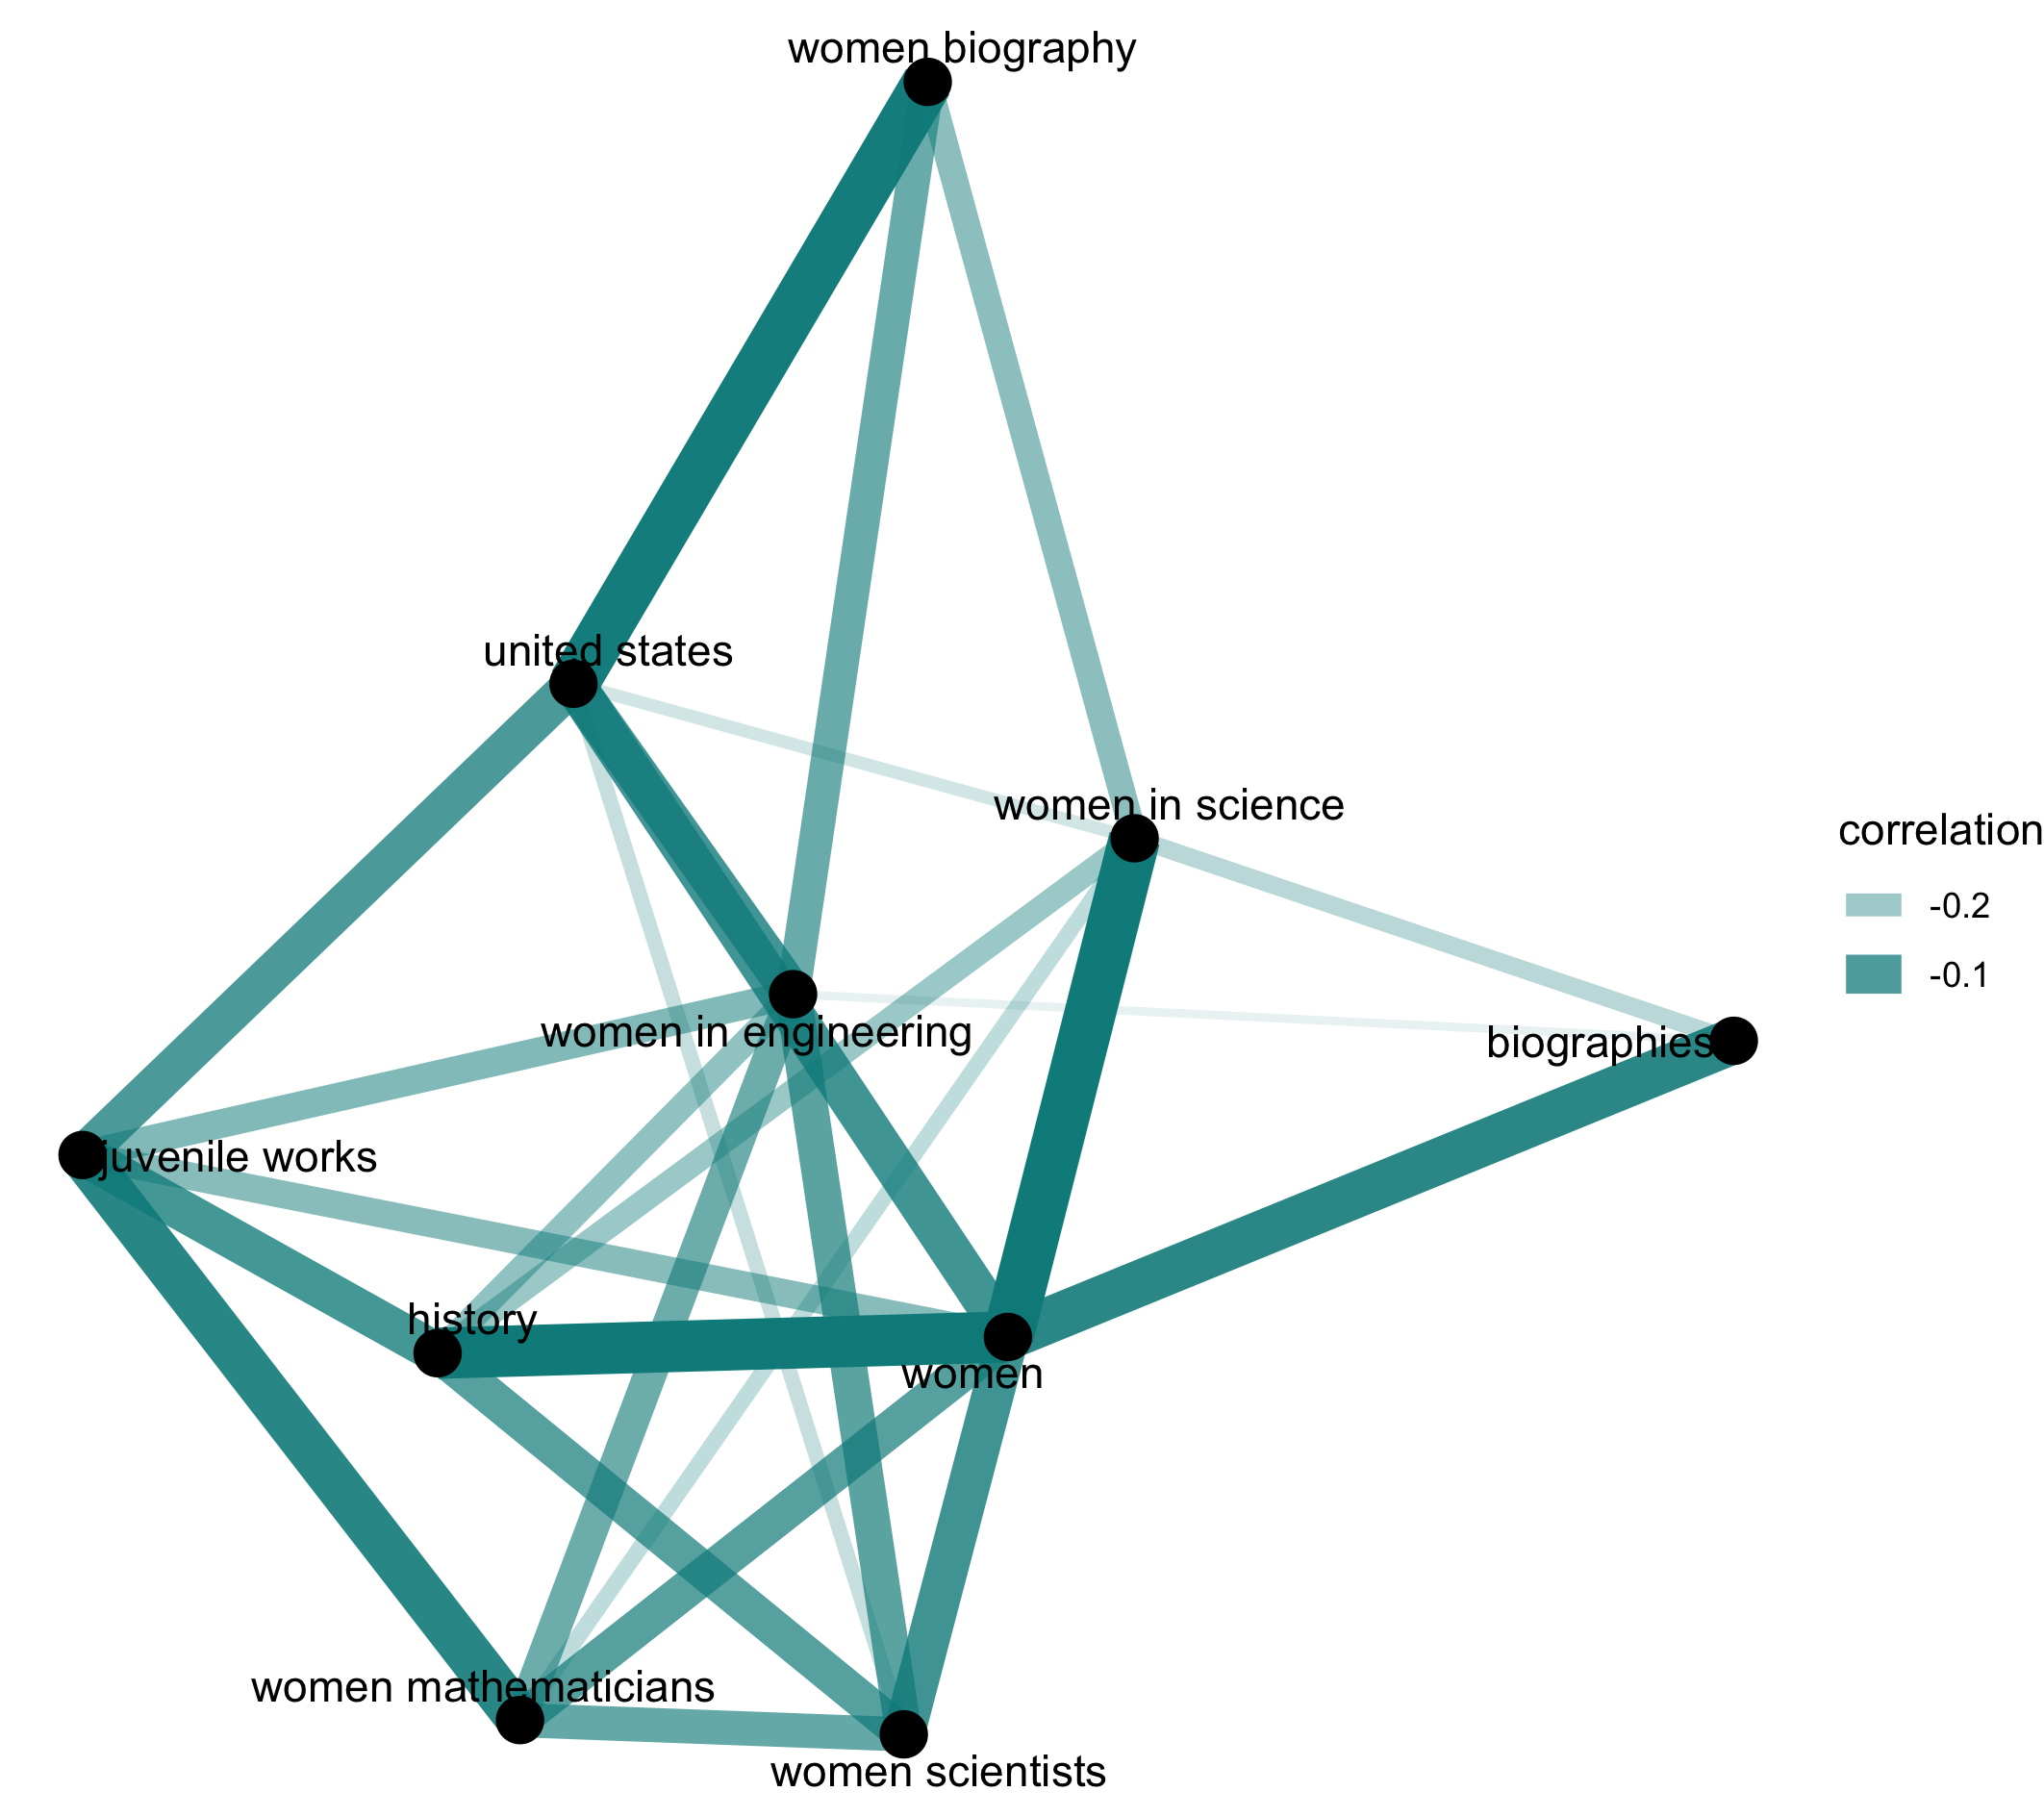 women biography
united states
women in science
correlation
-0.2
-0.1
women in engineering
biographies
juvenile works
history
women
women mathematicians
women scientists